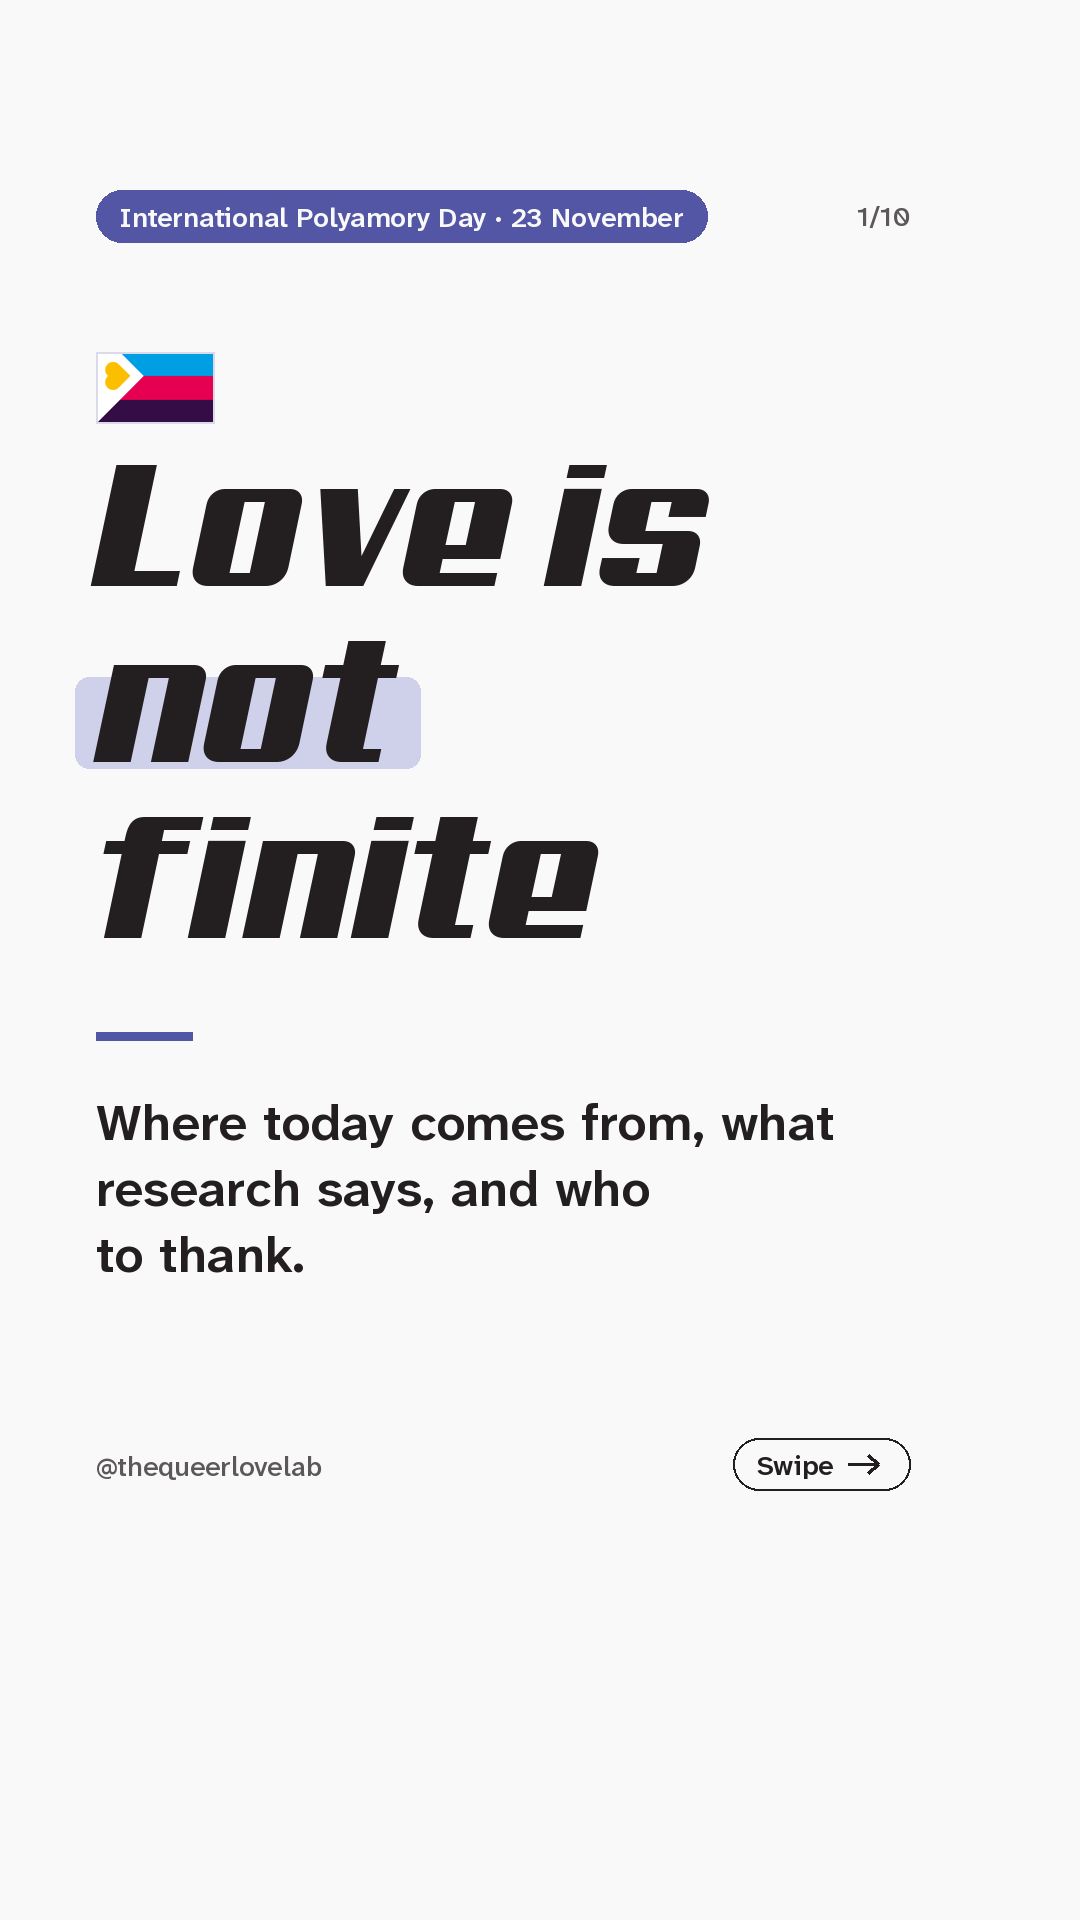 International Polyamory Day · 23 November
1/10
Love is
not
finite
Where today comes from, what
research says, and who
to thank.
@thequeerlovelab
Swipe →